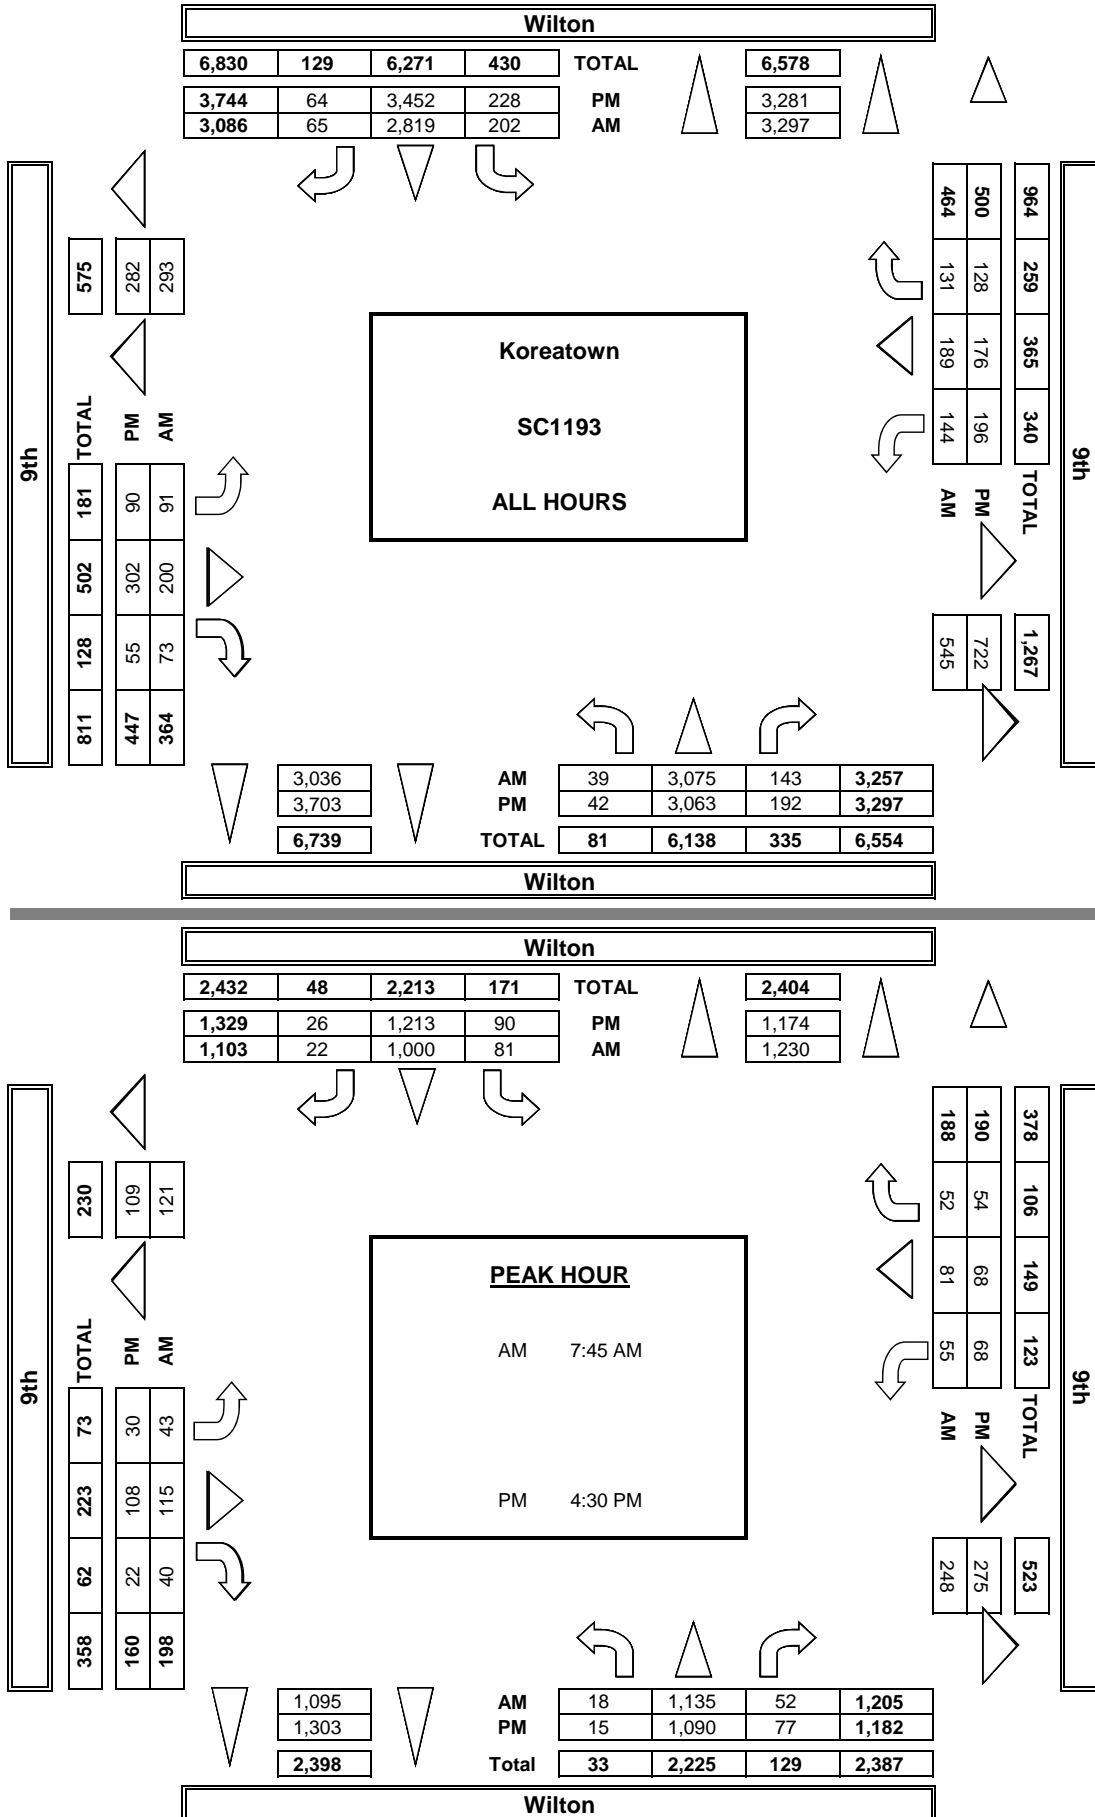 Wilton
6,830 129 6,271 430 TOTAL 6,578
3,744 64 3,452 228 PM 3,281
3,086 65 2,819 202 AM 3,297
9th
575
282
293
TOTAL 181 502 128 811
PM 90 302 55 447
AM 91 200 73 364
Koreatown
SC1193
ALL HOURS
964 259 365 340 TOTAL
500 128 176 196 PM
464 131 189 144 AM
1,267
722
545
9th
3,036 AM 39 3,075 143 3,257
3,703 PM 42 3,063 192 3,297
6,739 TOTAL 81 6,138 335 6,554
Wilton
Wilton
2,432 48 2,213 171 TOTAL 2,404
1,329 26 1,213 90 PM 1,174
1,103 22 1,000 81 AM 1,230
9th
230
109
121
TOTAL 73 223 62 358
PM 30 108 22 160
AM 43 115 40 198
PEAK HOUR
AM 7:45 AM
PM 4:30 PM
378 106 149 123 TOTAL
190 54 68 68 PM
188 52 81 55 AM
523
275
248
9th
1,095 AM 18 1,135 52 1,205
1,303 PM 15 1,090 77 1,182
2,398 Total 33 2,225 129 2,387
Wilton